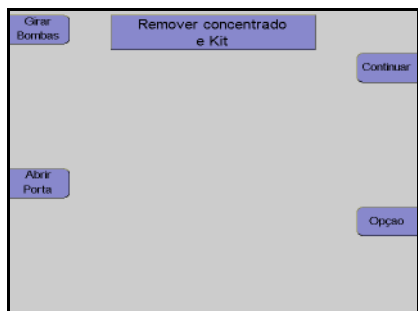 Girar
Bombas
Remover concentrado
e Kit
Continuar
Abrir
Porta
Opçao